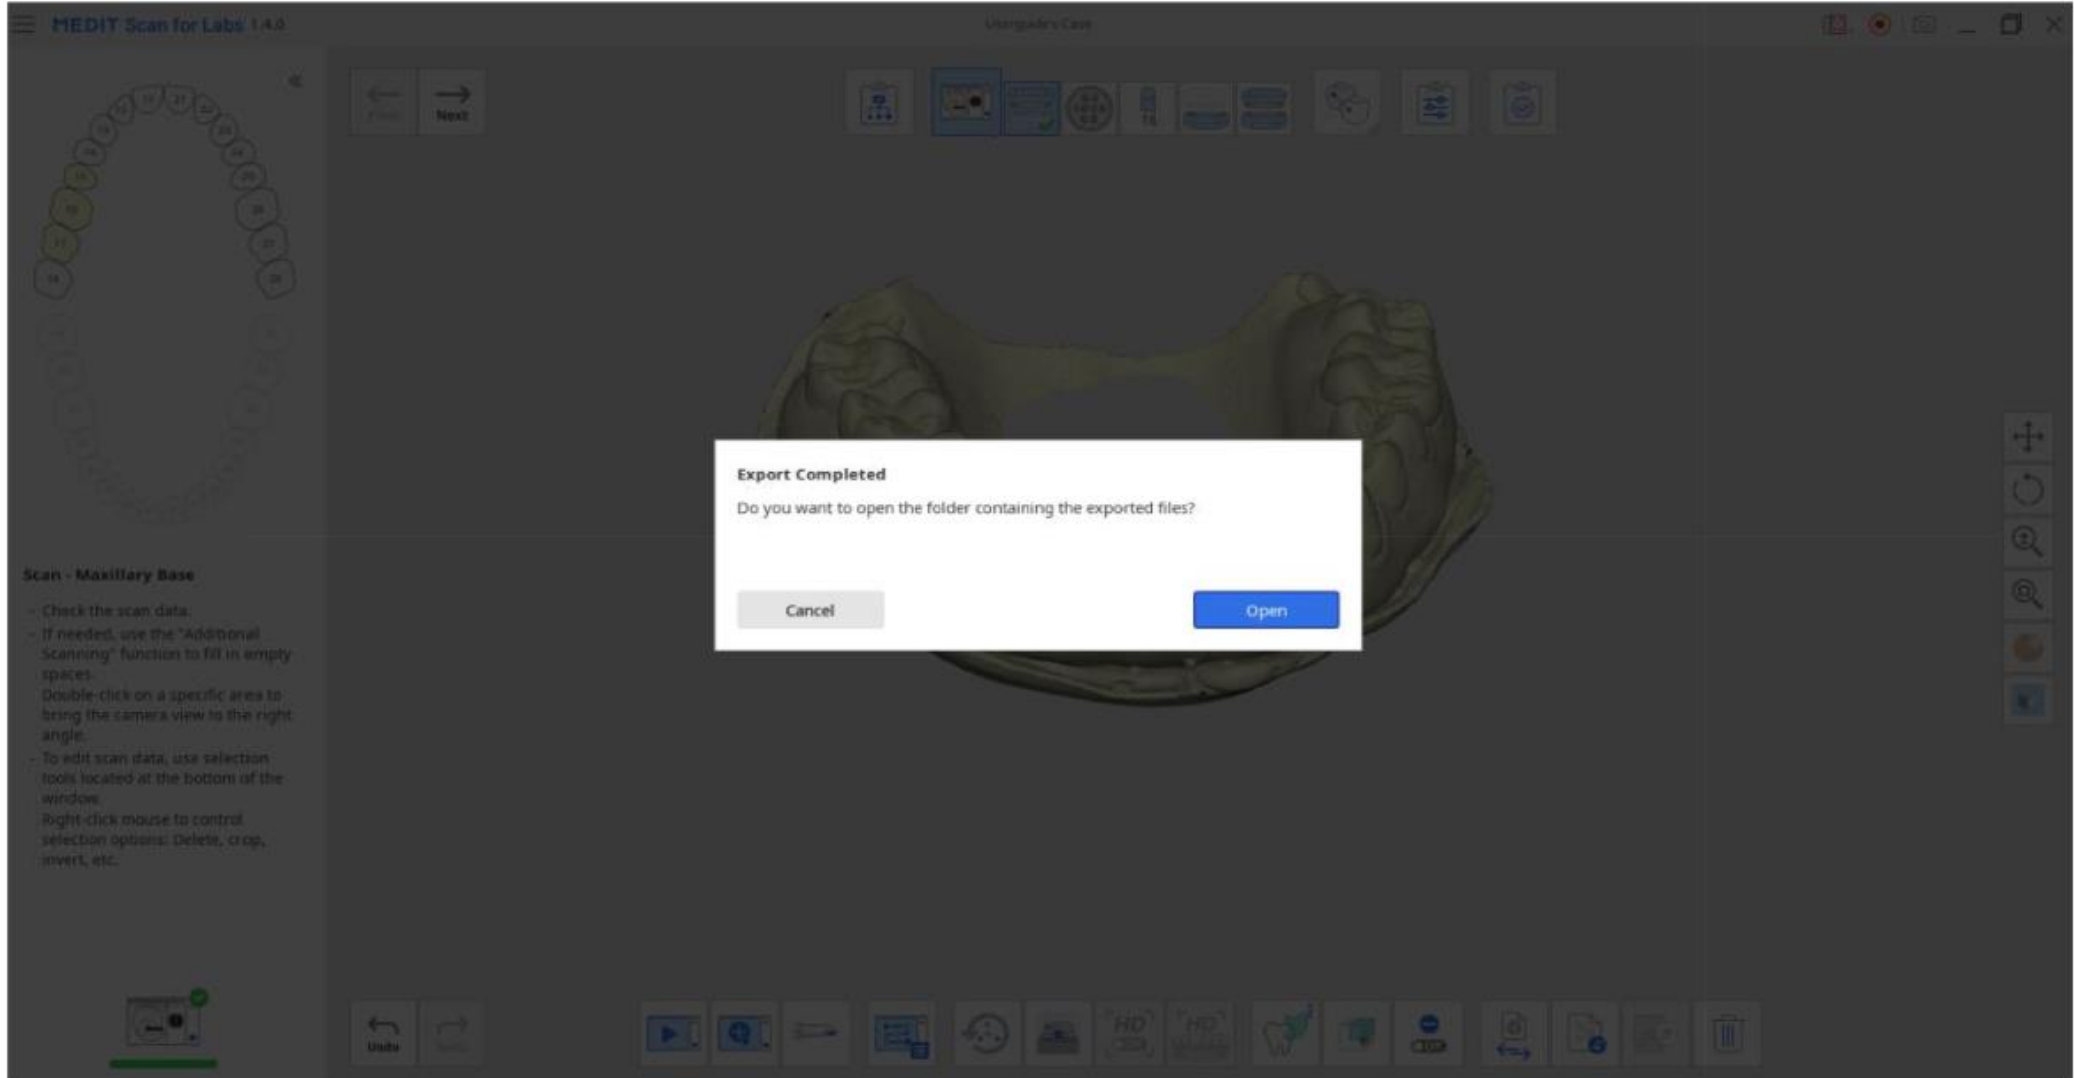 MEDIT Scan for Labs 1.4.0
Userguide's Case
Next
Export Completed
Do you want to open the folder containing the exported files?
Cancel
Open
Scan - Maxillary Base
- Check the scan data.
- If needed, use the "Additional
Scanning" function to fill in empty
spaces.
Double-click on a specific area to
bring the camera view to the right
angle.
- To edit scan data, use selection
tools located at the bottom of the
window.
Right-click mouse to control
selection options: Delete, crop,
invert, etc.
Undo
HD
HD